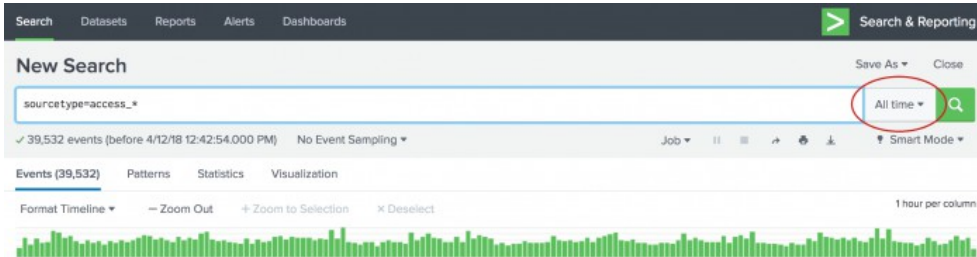 Search Datasets Reports Alerts Dashboards Search & Reporting
New Search Save As Close
sourcetype=access_* All time
39,532 events (before 4/12/18 12:42:54.000 PM) No Event Sampling Job Smart Mode
Events (39,532) Patterns Statistics Visualization
Format Timeline — Zoom Out + Zoom to Selection × Deselect 1 hour per column